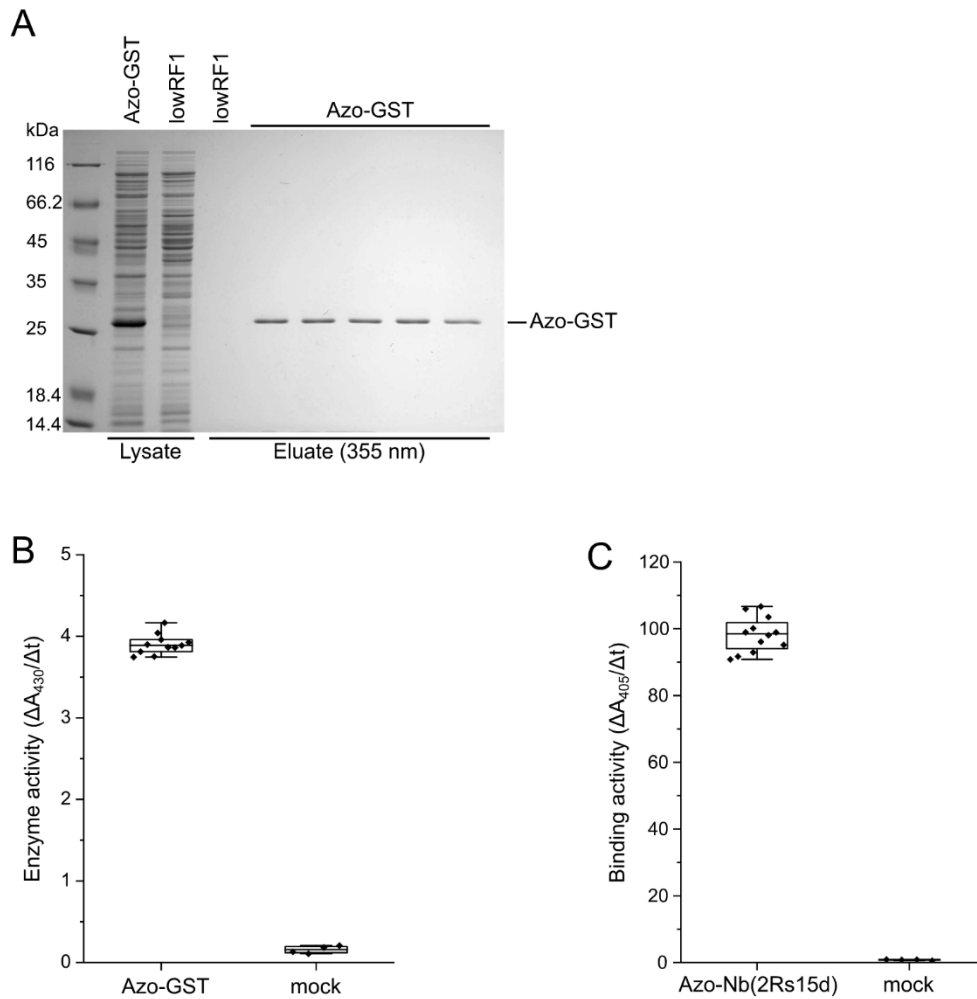 A
Azo-GST
lowRF1
lowRF1
Azo-GST
kDa
116
66.2
45
35
25
18.4
14.4
Azo-GST
Lysate
Eluate (355 nm)
B
Enzyme activity (ΔA430/Δt)
5
4
3
2
1
0
Azo-GST
mock
C
Binding activity (ΔA405/Δt)
120
100
80
60
40
20
0
Azo-Nb(2Rs15d)
mock